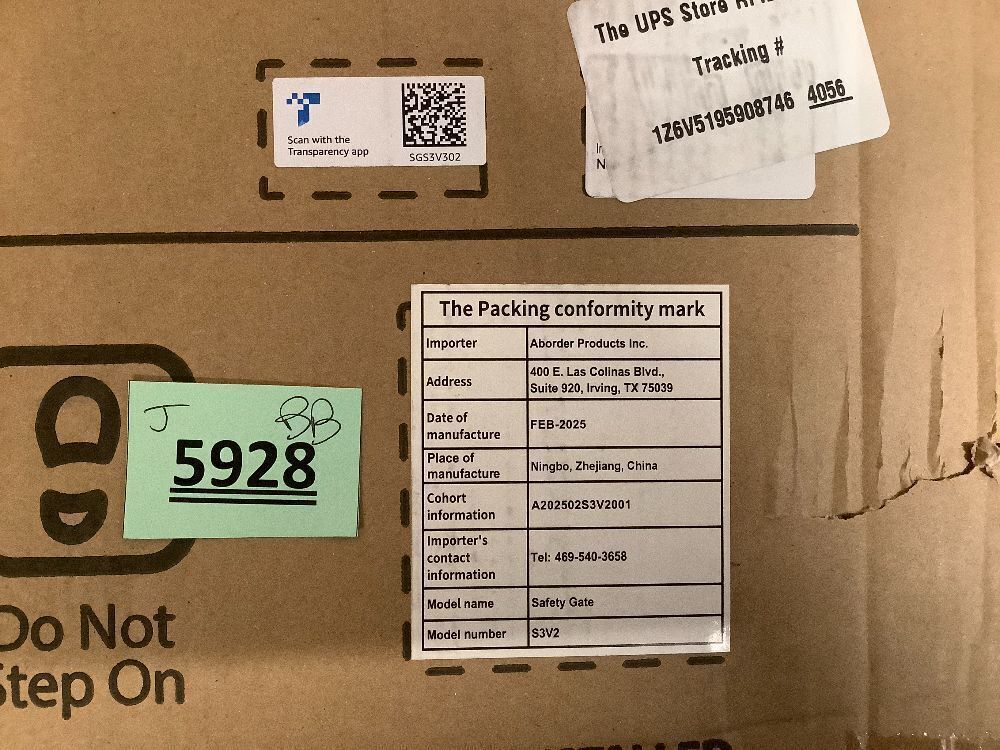 The UPS Store
Tracking #
1Z6V5195908746 4056
Scan with the
Transparency app
SGS3V302
The Packing conformity mark
Importer Aborder Products Inc.
Address 400 E. Las Colinas Blvd.,
Suite 920, Irving, TX 75039
Date of
manufacture FEB-2025
Place of
manufacture Ningbo, Zhejiang, China
Cohort
information A202502S3V2001
Importer's
contact
information Tel: 469-540-3658
Model name Safety Gate
Model number S3V2
J BB
5928
Do Not
Step On